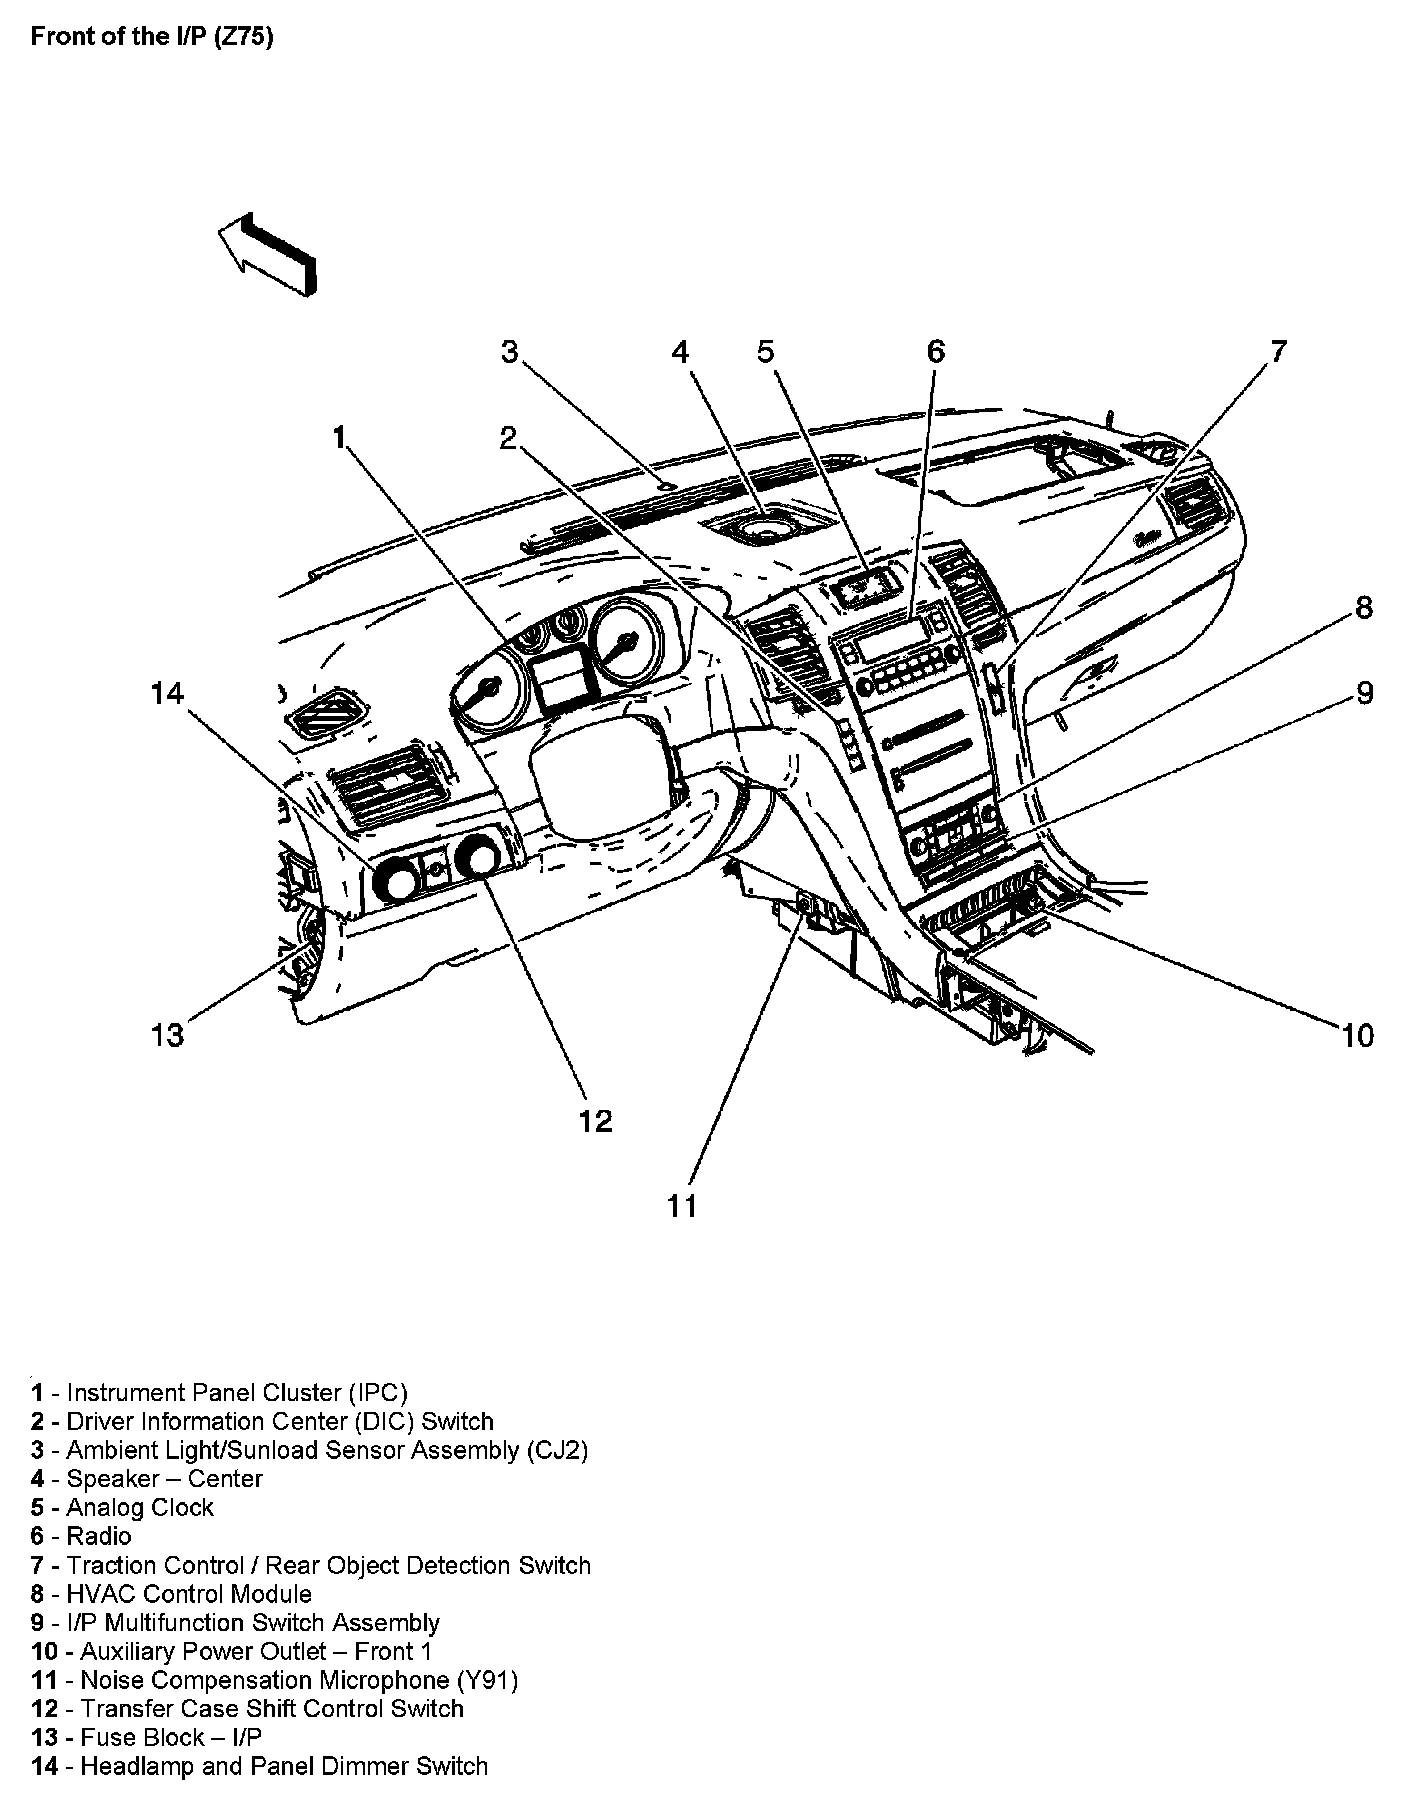 Front of the I/P (Z75)
3 4 5 6 7
1 2
8
14 9
13 10
12
11
1 - Instrument Panel Cluster (IPC)
2 - Driver Information Center (DIC) Switch
3 - Ambient Light/Sunload Sensor Assembly (CJ2)
4 - Speaker – Center
5 - Analog Clock
6 - Radio
7 - Traction Control / Rear Object Detection Switch
8 - HVAC Control Module
9 - I/P Multifunction Switch Assembly
10 - Auxiliary Power Outlet – Front 1
11 - Noise Compensation Microphone (Y91)
12 - Transfer Case Shift Control Switch
13 - Fuse Block – I/P
14 - Headlamp and Panel Dimmer Switch